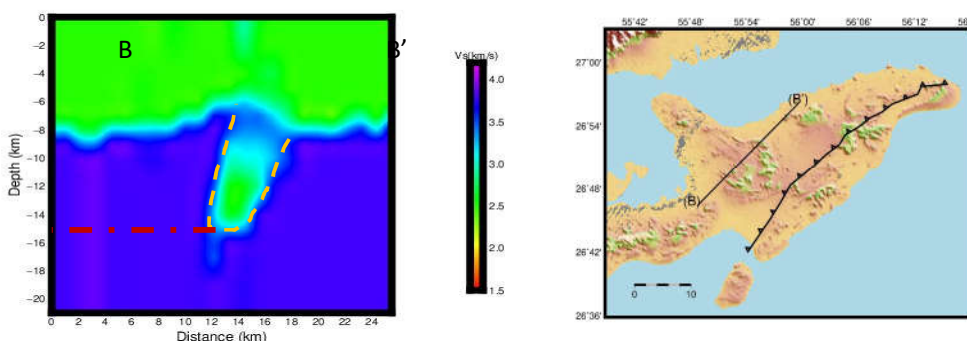 B B’
0
−2
−4
−6
−8
−10
−12
−14
−16
−18
−20
Depth (km)
0 2 4 6 8 10 12 14 16 18 20 22 24
Distance (km)
Vs(km/s)
4.0
3.5
3.0
2.5
2.0
1.5
55˚42' 55˚48' 55˚54' 56˚00' 56˚06' 56˚12'
27˚00'
26˚54'
26˚48'
26˚42'
26˚36'
(B')
(B)
0 10